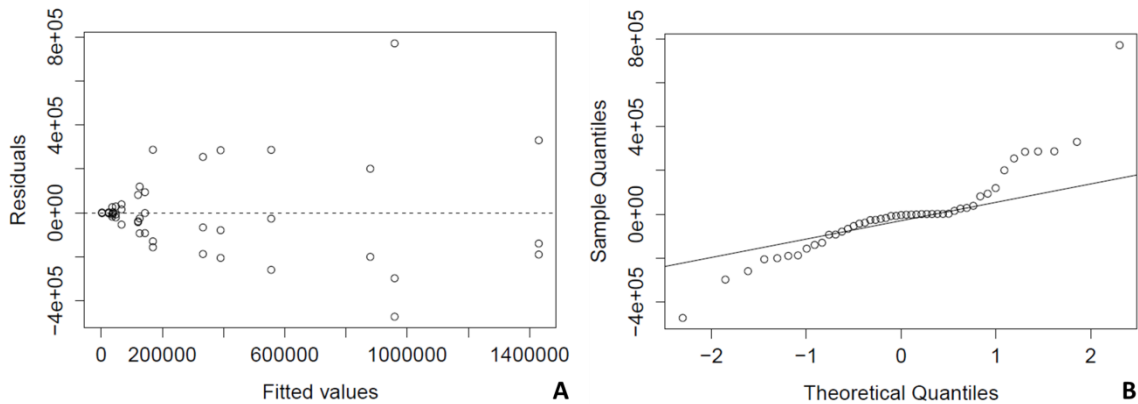 Residuals
−4e+05
0e+00
4e+05
8e+05
0
200000
600000
1000000
1400000
Fitted values
A
Sample Quantiles
−4e+05
0e+00
4e+05
8e+05
−2
−1
0
1
2
Theoretical Quantiles
B